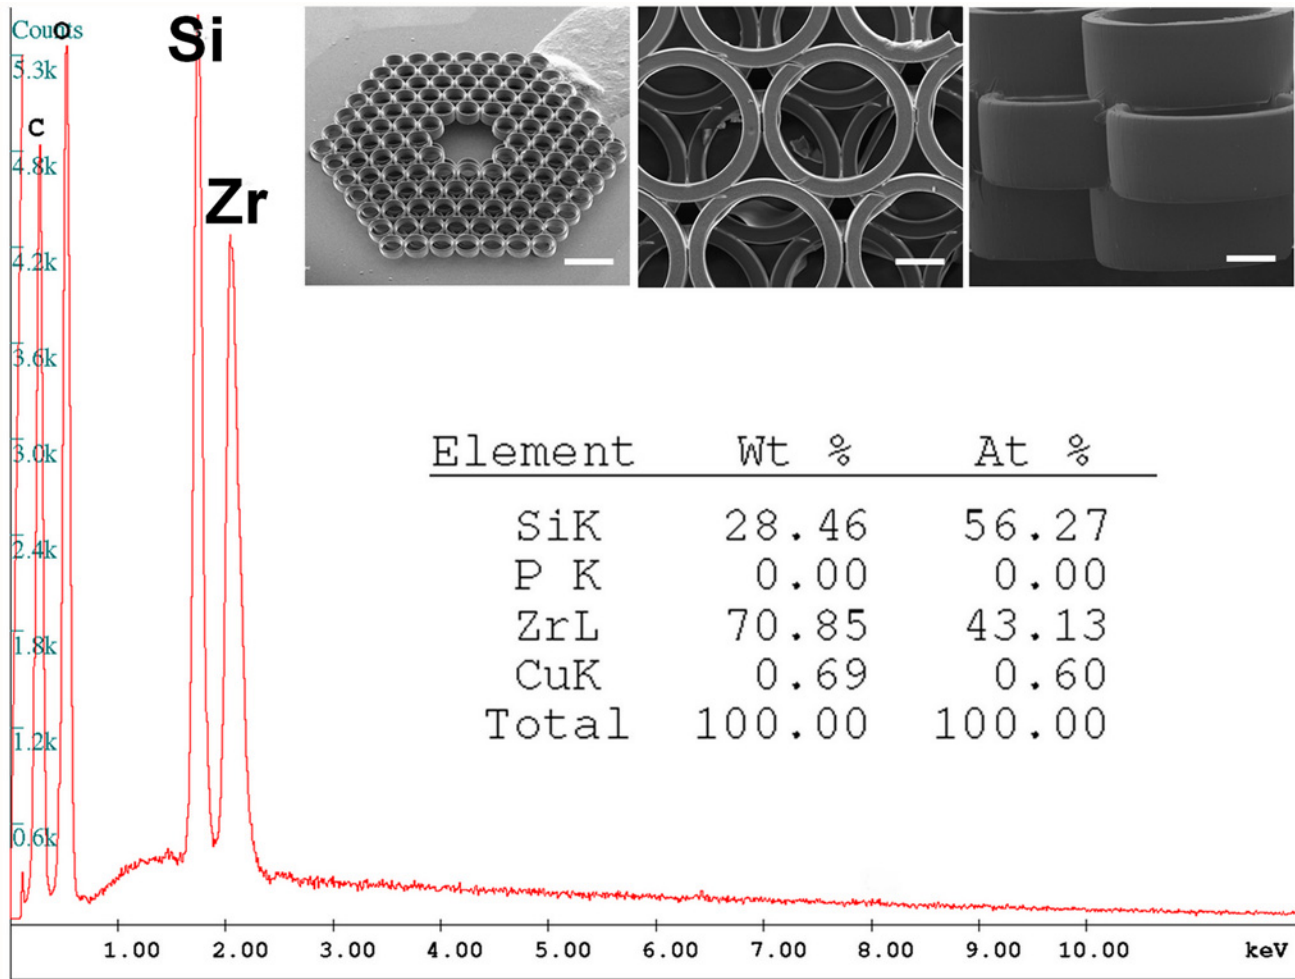 Counts
O
Si
5.3k
C
4.8k
Zr
4.2k
3.6k
3.0k
2.4k
1.8k
1.2k
0.6k
Element Wt % At %
SiK 28.46 56.27
P K 0.00 0.00
ZrL 70.85 43.13
CuK 0.69 0.60
Total 100.00 100.00
1.00 2.00 3.00 4.00 5.00 6.00 7.00 8.00 9.00 10.00 keV